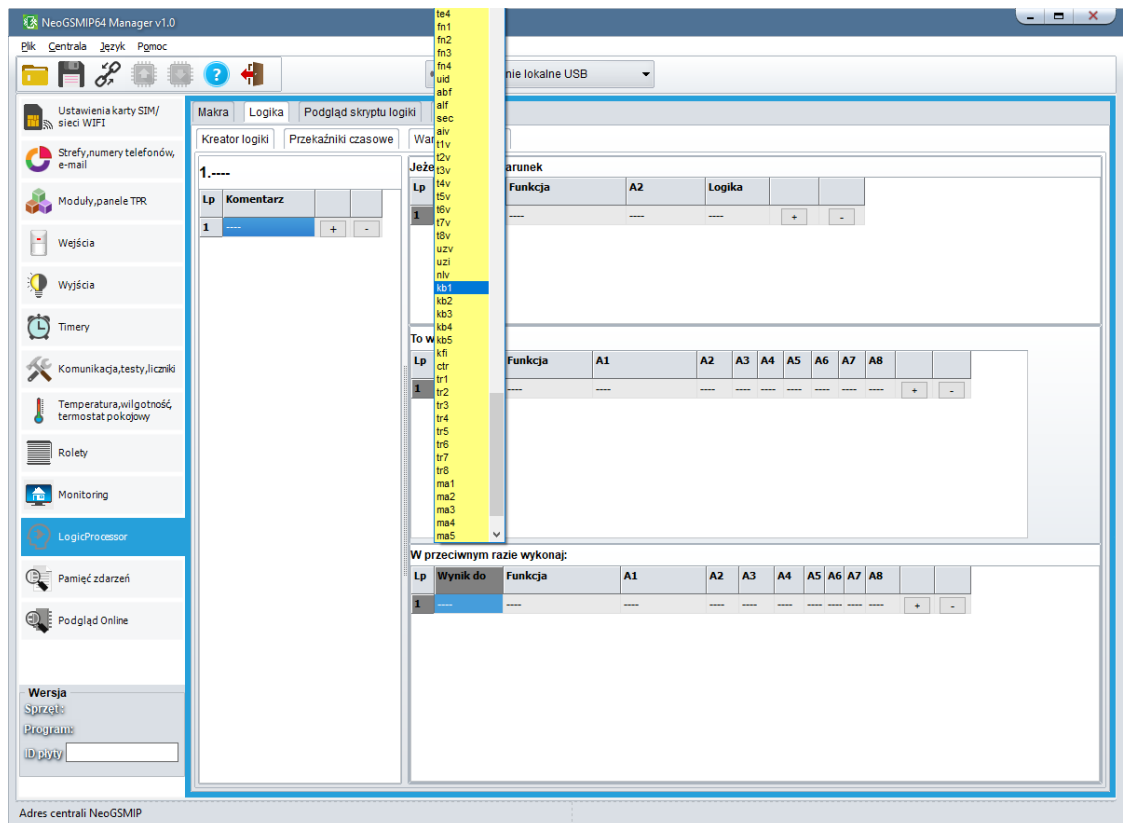 NeoGSMIP64 Manager v1.0
Plik Centrala Język Pomoc
nie lokalne USB
Ustawienia karty SIM/
sieci WIFI
Strefy,numery telefonów,
e-mail
Moduły,panele TPR
Wejścia
Wyjścia
Timery
Komunikacja,testy,liczniki
Temperatura,wilgotność,
termostat pokojowy
Rolety
Monitoring
LogicProcessor
Pamięć zdarzeń
Podgląd Online
Wersja
Sprzęt:
Program:
ID płyty
Makra Logika Podgląd skryptu logiki
Kreator logiki Przekaźniki czasowe War
1.----
Lp Komentarz
1 ---- + -
te4
fn1
fn2
fn3
fn4
uid
abf
alf
sec
aiv
t1v
t2v
t3v
t4v
t5v
t6v
t7v
t8v
uzv
uzi
nlv
kb1
kb2
kb3
kb4
kb5
kfi
ctr
tr1
tr2
tr3
tr4
tr5
tr6
tr7
tr8
ma1
ma2
ma3
ma4
ma5
Jeże arunek
Lp Funkcja A2 Logika
1 ---- ---- ---- + -
To w
Lp Funkcja A1 A2 A3 A4 A5 A6 A7 A8
1 ---- ---- ---- ---- ---- ---- ---- ---- ---- + -
W przeciwnym razie wykonaj:
Lp Wynik do Funkcja A1 A2 A3 A4 A5 A6 A7 A8
1 ---- ---- ---- ---- ---- ---- ---- ---- ---- ---- + -
Adres centrali NeoGSMIP